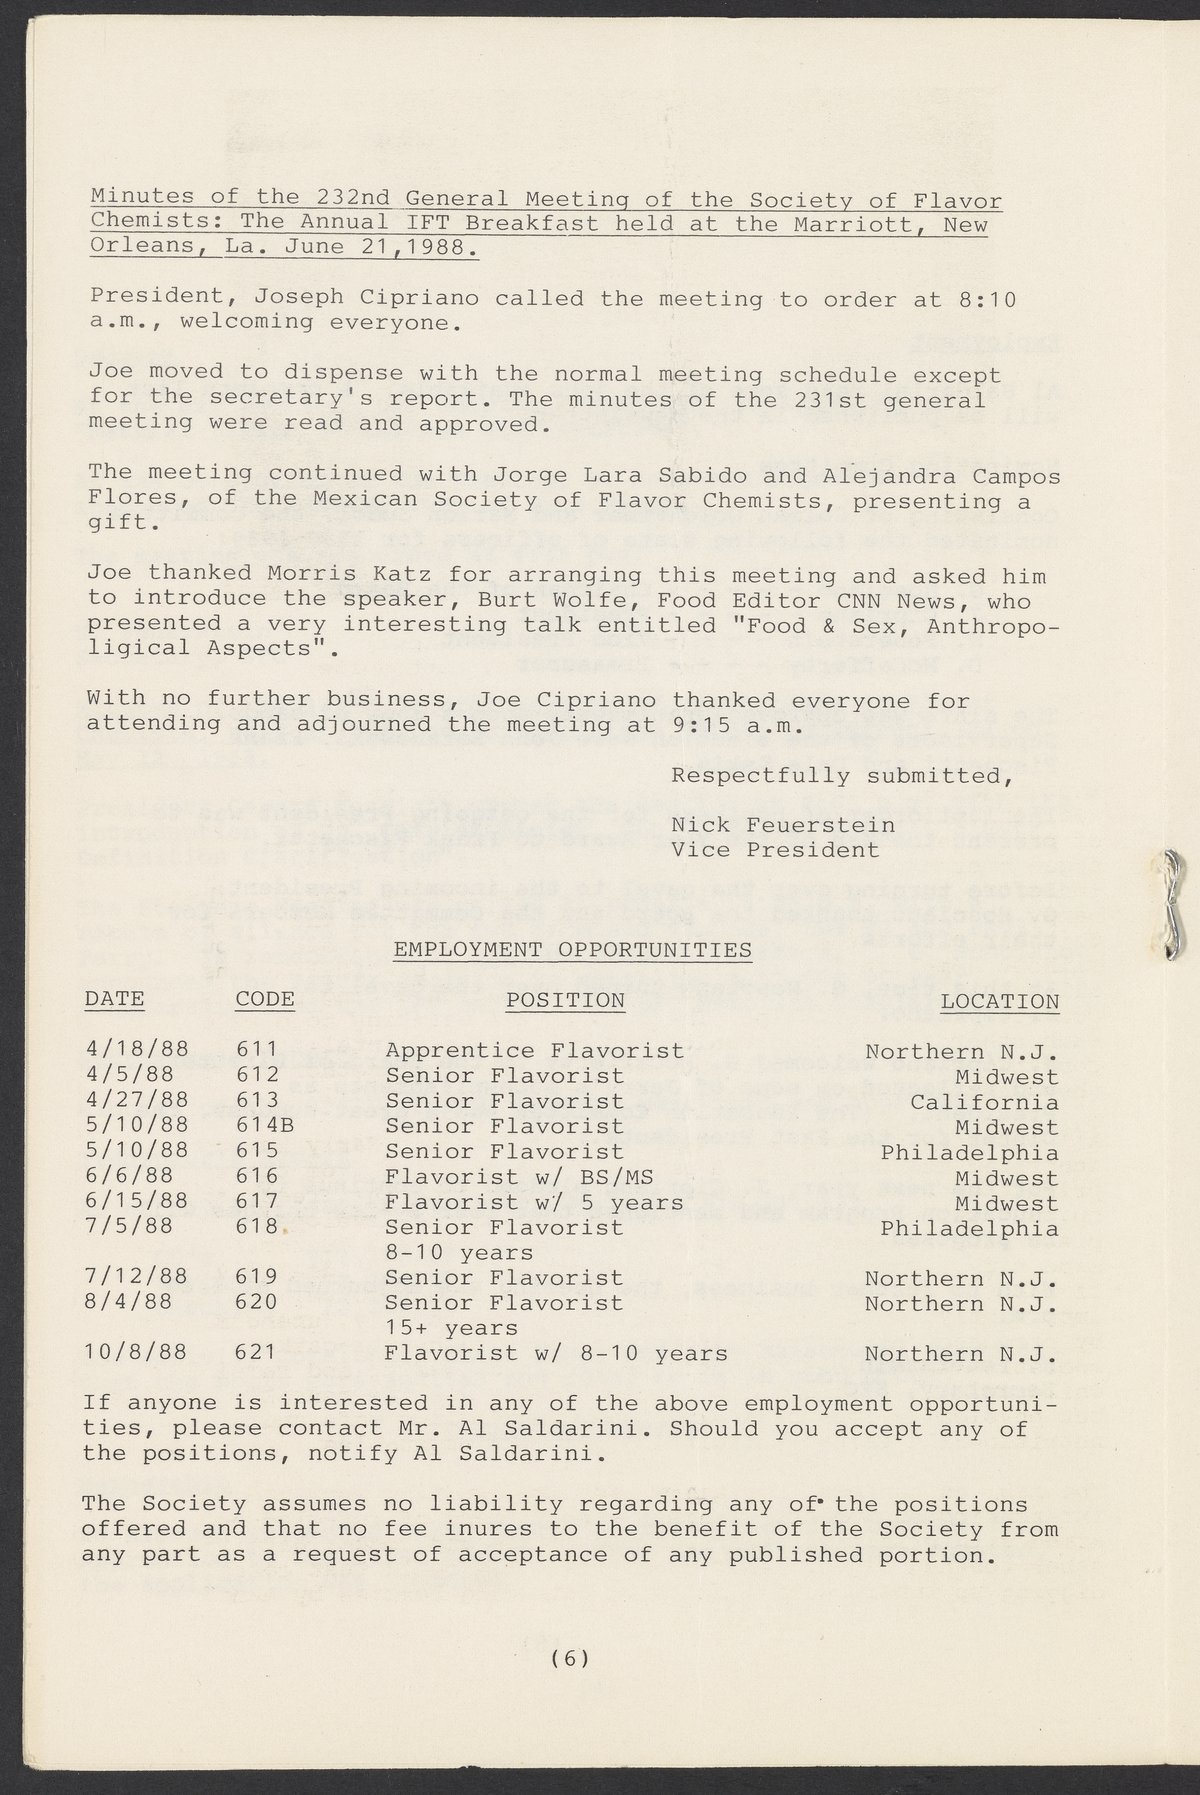 Minutes of the 232nd General Meeting of the Society of Flavor
Chemists: The Annual IFT Breakfast held at the Marriott, New
Orleans, La. June 21,1988.
President, Joseph Cipriano called the meeting to order at 8:10
a.m., welcoming everyone.
Joe moved to dispense with the normal meeting schedule except
for the secretary's report. The minutes of the 231st general
meeting were read and approved.
The meeting continued with Jorge Lara Sabido and Alejandra Campos
Flores, of the Mexican Society of Flavor Chemists, presenting a
gift.
Joe thanked Morris Katz for arranging this meeting and asked him
to introduce the speaker, Burt Wolfe, Food Editor CNN News, who
presented a very interesting talk entitled "Food & Sex, Anthropo-
ligical Aspects".
With no further business, Joe Cipriano thanked everyone for
attending and adjourned the meeting at 9:15 a.m.
Respectfully submitted,
Nick Feuerstein
Vice President
EMPLOYMENT OPPORTUNITIES
DATE CODE POSITION LOCATION
4/18/88 611 Apprentice Flavorist Northern N.J.
4/5/88 612 Senior Flavorist Midwest
4/27/88 613 Senior Flavorist California
5/10/88 614B Senior Flavorist Midwest
5/10/88 615 Senior Flavorist Philadelphia
6/6/88 616 Flavorist w/ BS/MS Midwest
6/15/88 617 Flavorist w/ 5 years Midwest
7/5/88 618 Senior Flavorist Philadelphia
8-10 years
7/12/88 619 Senior Flavorist Northern N.J.
8/4/88 620 Senior Flavorist Northern N.J.
15+ years
10/8/88 621 Flavorist w/ 8-10 years Northern N.J.
If anyone is interested in any of the above employment opportuni-
ties, please contact Mr. Al Saldarini. Should you accept any of
the positions, notify Al Saldarini.
The Society assumes no liability regarding any of the positions
offered and that no fee inures to the benefit of the Society from
any part as a request of acceptance of any published portion.
(6)